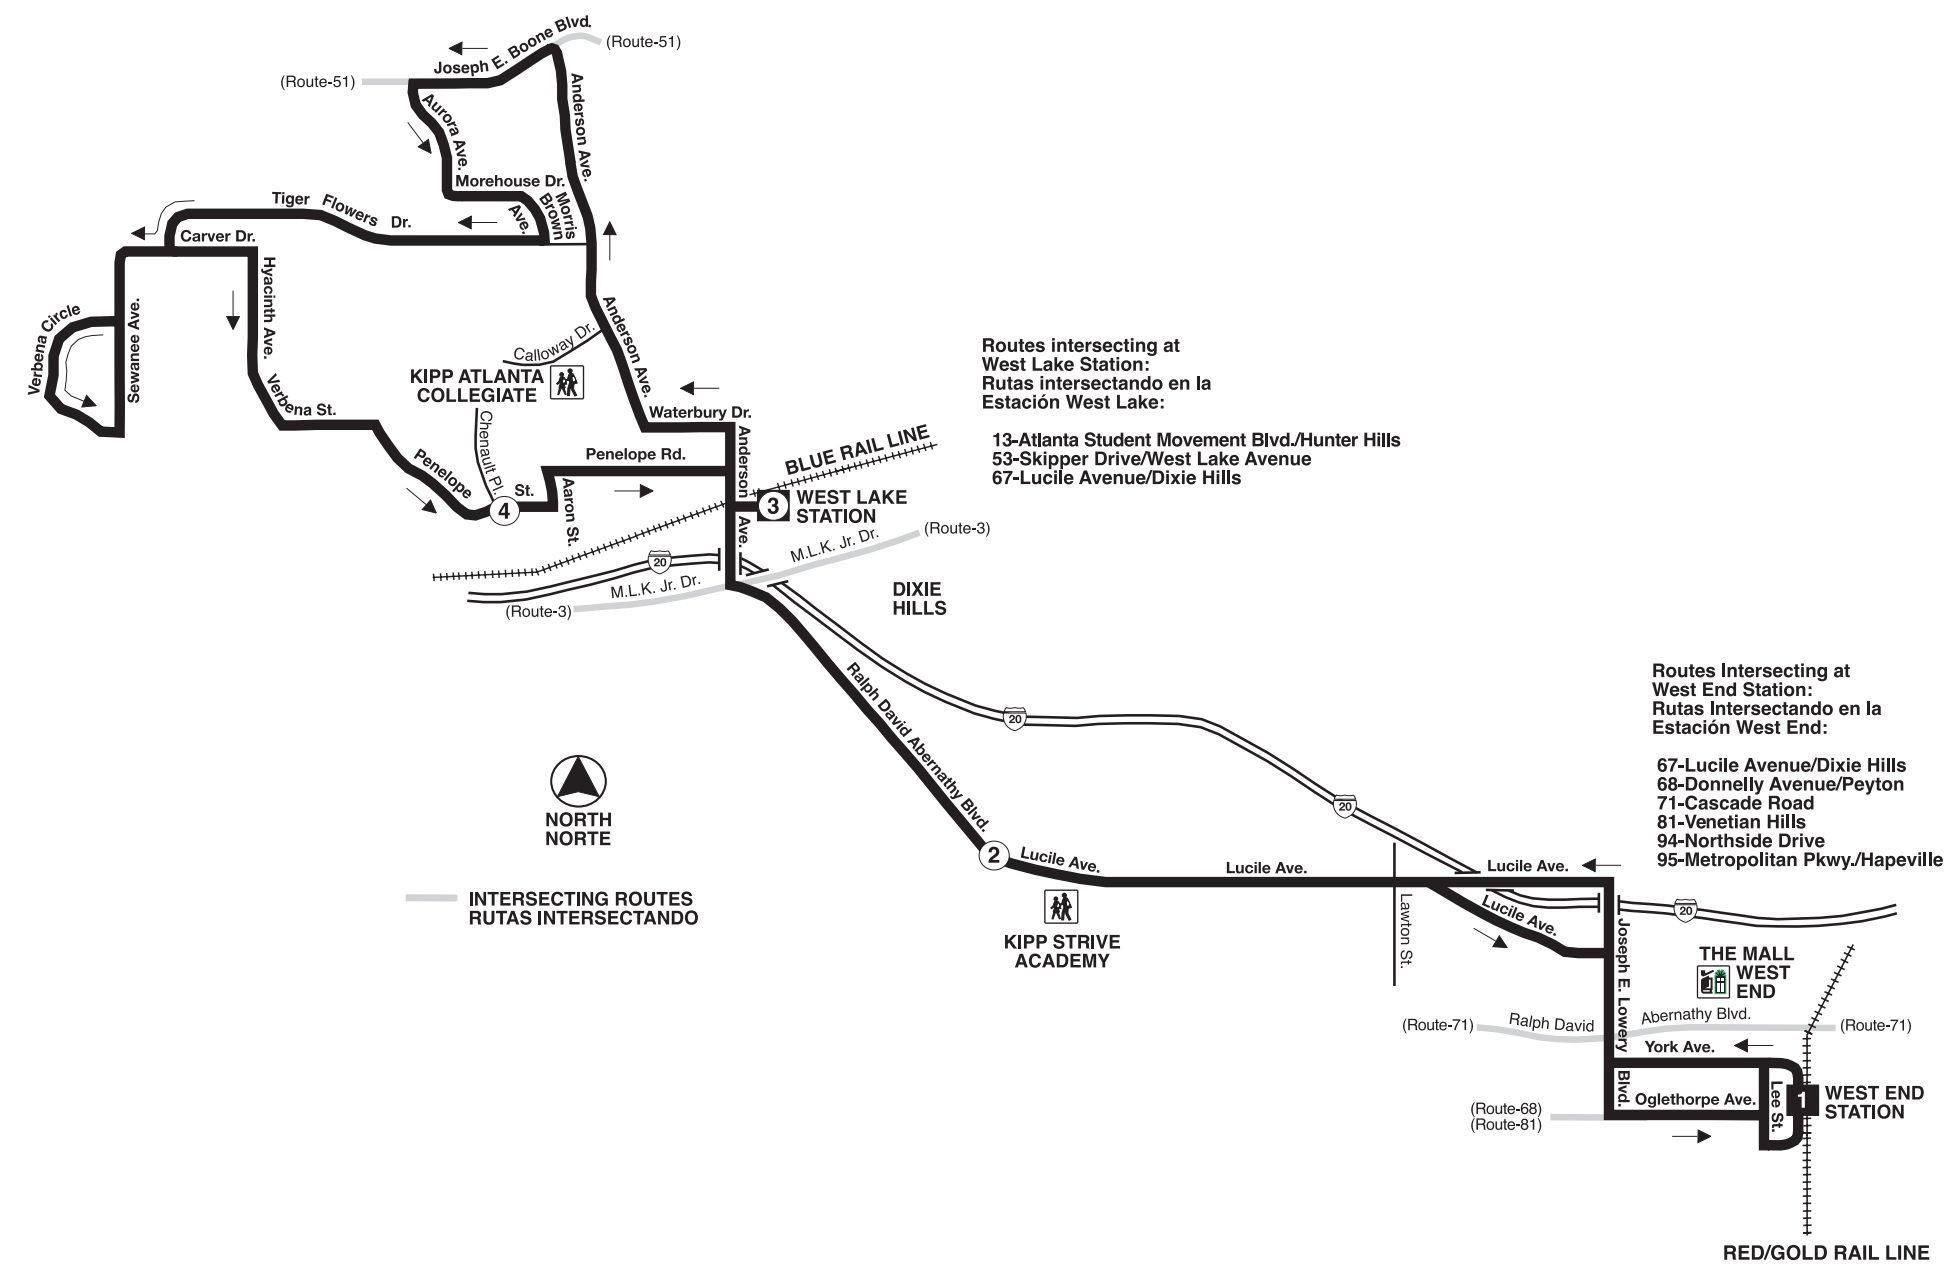 (Route-51)
Joseph E. Boone Blvd.
(Route-51)
Aurora Ave.
Anderson Ave.
Morehouse Dr.
Morris
Brown
Ave.
Tiger Flowers Dr.
Carver Dr.
Hyacinth Ave.
Verbena Circle
Sewanee Ave.
Verbena St.
Anderson Ave.
Calloway Dr.
KIPP ATLANTA
COLLEGIATE
Chenault Pl.
Waterbury Dr.
Penelope Rd.
Anderson Ave.
BLUE RAIL LINE
Penelope St.
4
Aaron St.
3
WEST LAKE
STATION
20
M.L.K. Jr. Dr.
(Route-3)
M.L.K. Jr. Dr.
(Route-3)
DIXIE
HILLS
Routes intersecting at
West Lake Station:
Rutas intersectando en la
Estación West Lake:
13-Atlanta Student Movement Blvd./Hunter Hills
53-Skipper Drive/West Lake Avenue
67-Lucile Avenue/Dixie Hills
Ralph David Abernathy Blvd.
20
20
NORTH
NORTE
INTERSECTING ROUTES
RUTAS INTERSECTANDO
2
Lucile Ave.
Lucile Ave.
Lucile Ave.
KIPP STRIVE
ACADEMY
Lawton St.
Lucile Ave.
Routes Intersecting at
West End Station:
Rutas Intersectando en la
Estación West End:
67-Lucile Avenue/Dixie Hills
68-Donnelly Avenue/Peyton
71-Cascade Road
81-Venetian Hills
94-Northside Drive
95-Metropolitan Pkwy./Hapeville
20
Joseph E. Lowery Blvd.
THE MALL
WEST
END
(Route-71)
Ralph David
Abernathy Blvd.
(Route-71)
York Ave.
Oglethorpe Ave.
Lee St.
1
WEST END
STATION
(Route-68)
(Route-81)
RED/GOLD RAIL LINE